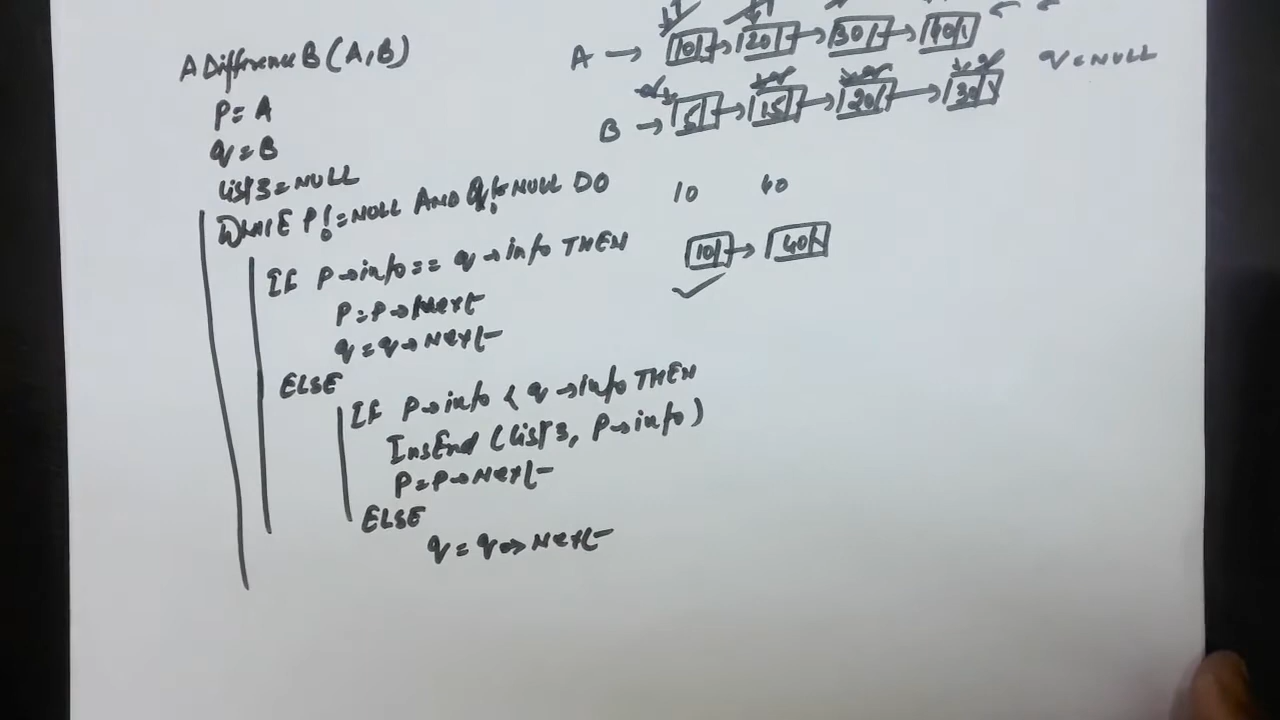 ADifferenceB(A,B)
P=A
q=B
list3=NULL
WHILE P!=NULL AND q!=NULL DO
IF P→info== q→info THEN
P=P→Next
q=q→Next
ELSE
IF P→info < q→info THEN
InsEnd(list3, P→info)
P=P→Next
ELSE
q=q→Next
A → 10 → 20 → 30 → 40
B → 5 → 15 → 20 → 30
q=NULL
10 40
10 → 40